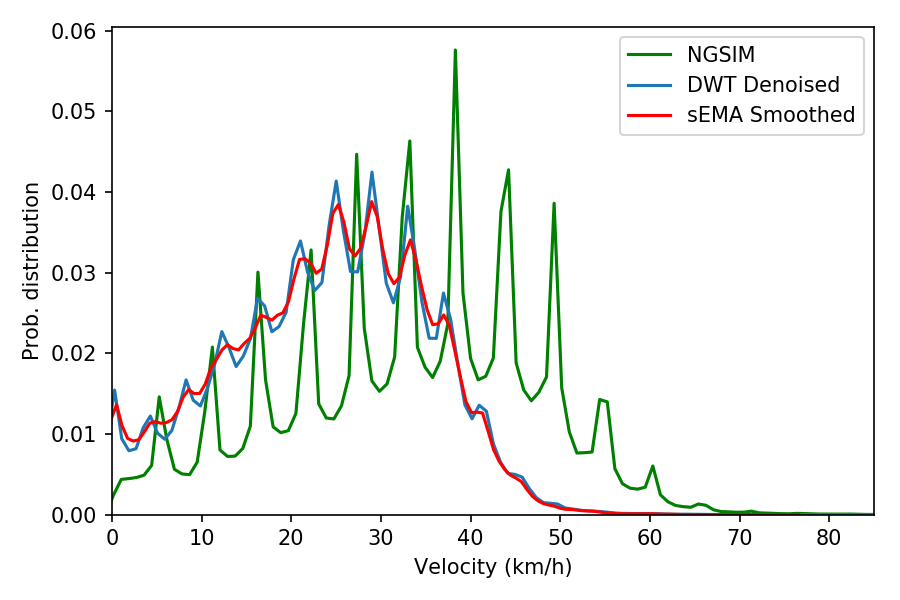 0.06
0.05
0.04
0.03
0.02
0.01
0.00
Prob. distribution
NGSIM
DWT Denoised
sEMA Smoothed
0 10 20 30 40 50 60 70 80
Velocity (km/h)